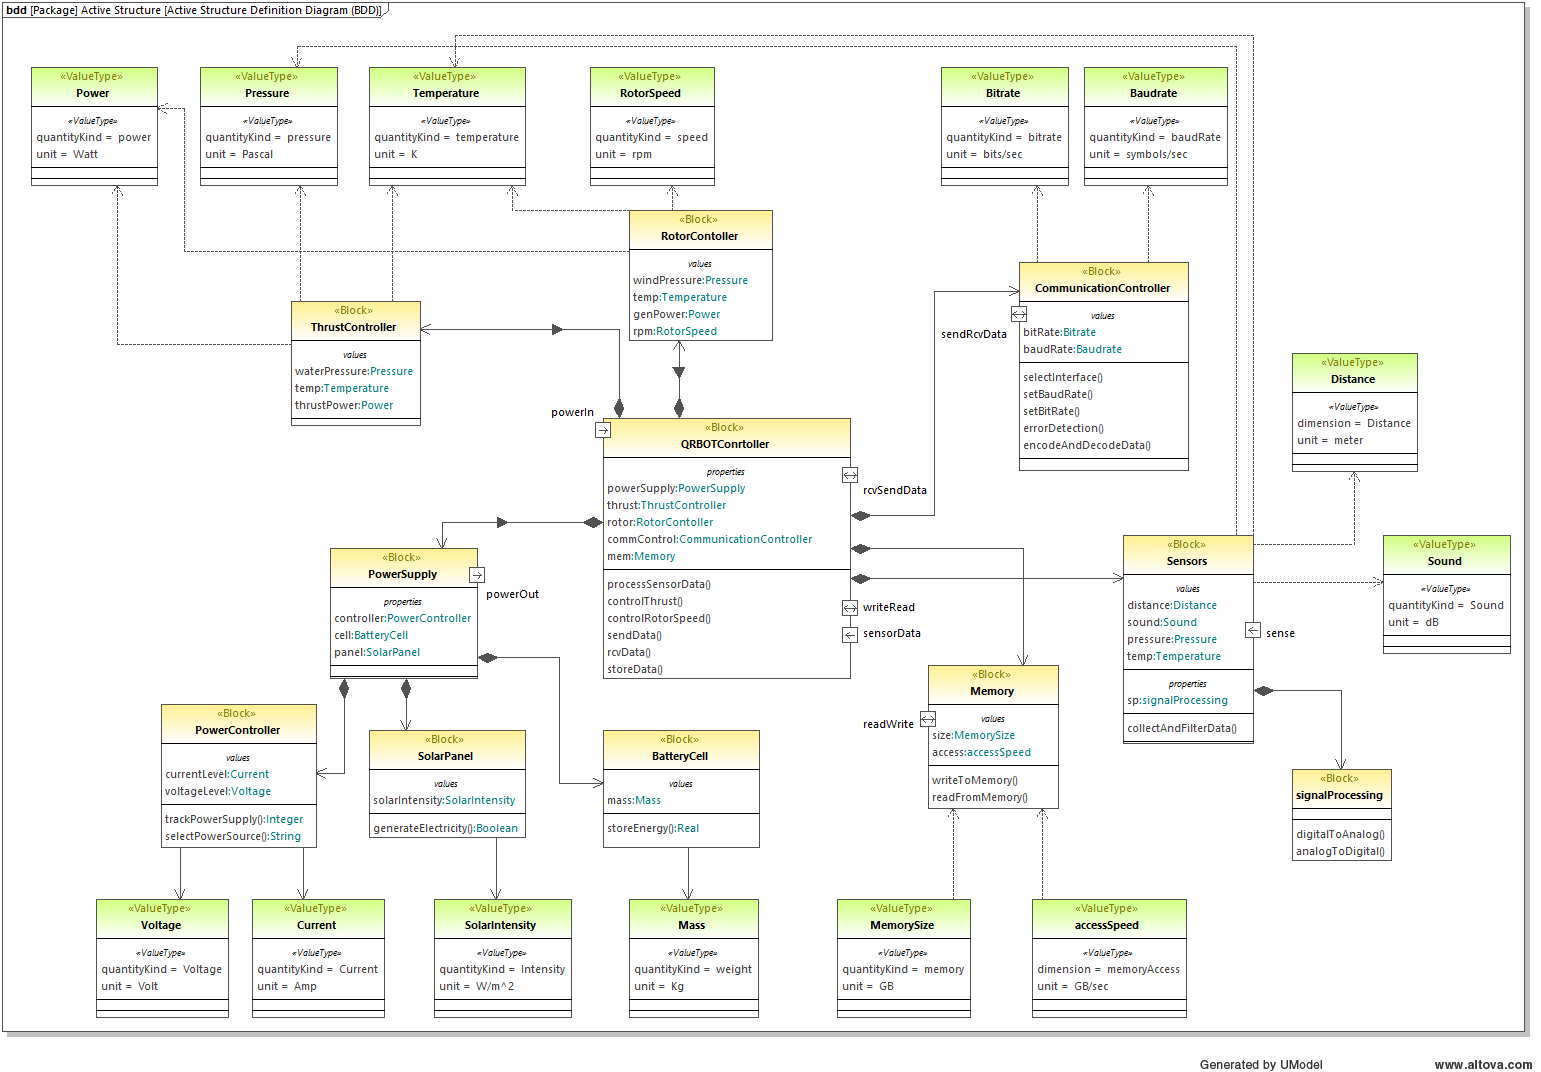 bdd [Package] Active Structure [Active Structure Definition Diagram (BDD)]
«ValueType»
Power
«ValueType»
quantityKind = power
unit = Watt
«ValueType»
Pressure
«ValueType»
quantityKind = pressure
unit = Pascal
«ValueType»
Temperature
«ValueType»
quantityKind = temperature
unit = K
«ValueType»
RotorSpeed
«ValueType»
quantityKind = speed
unit = rpm
«ValueType»
Bitrate
«ValueType»
quantityKind = bitrate
unit = bits/sec
«ValueType»
Baudrate
«ValueType»
quantityKind = baudRate
unit = symbols/sec
«Block»
RotorContoller
values
windPressure:Pressure
temp:Temperature
genPower:Power
rpm:RotorSpeed
«Block»
ThrustController
values
waterPressure:Pressure
temp:Temperature
thrustPower:Power
«Block»
CommunicationController
values
bitRate:Bitrate
baudRate:Baudrate
selectInterface()
setBaudRate()
setBitRate()
errorDetection()
encodeAndDecodeData()
sendRcvData
«ValueType»
Distance
«ValueType»
dimension = Distance
unit = meter
powerIn
«Block»
QRBOTConrtoller
properties
powerSupply:PowerSupply
thrust:ThrustController
rotor:RotorContoller
commControl:CommunicationController
mem:Memory
processSensorData()
controlThrust()
controlRotorSpeed()
sendData()
rcvData()
storeData()
rcvSendData
writeRead
sensorData
«Block»
PowerSupply
properties
controller:PowerController
cell:BatteryCell
panel:SolarPanel
powerOut
«Block»
Sensors
values
distance:Distance
sound:Sound
pressure:Pressure
temp:Temperature
properties
sp:signalProcessing
collectAndFilterData()
sense
«ValueType»
Sound
«ValueType»
quantityKind = Sound
unit = dB
«Block»
Memory
values
size:MemorySize
access:accessSpeed
writeToMemory()
readFromMemory()
readWrite
«Block»
PowerController
values
currentLevel:Current
voltageLevel:Voltage
trackPowerSupply():Integer
selectPowerSource():String
«Block»
SolarPanel
values
solarIntensity:SolarIntensity
generateElectricity():Boolean
«Block»
BatteryCell
values
mass:Mass
storeEnergy():Real
«Block»
signalProcessing
digitalToAnalog()
analogToDigital()
«ValueType»
Voltage
«ValueType»
quantityKind = Voltage
unit = Volt
«ValueType»
Current
«ValueType»
quantityKind = Current
unit = Amp
«ValueType»
SolarIntensity
«ValueType»
quantityKind = Intensity
unit = W/m^2
«ValueType»
Mass
«ValueType»
quantityKind = weight
unit = Kg
«ValueType»
MemorySize
«ValueType»
quantityKind = memory
unit = GB
«ValueType»
accessSpeed
«ValueType»
dimension = memoryAccess
unit = GB/sec
Generated by UModel
www.altova.com